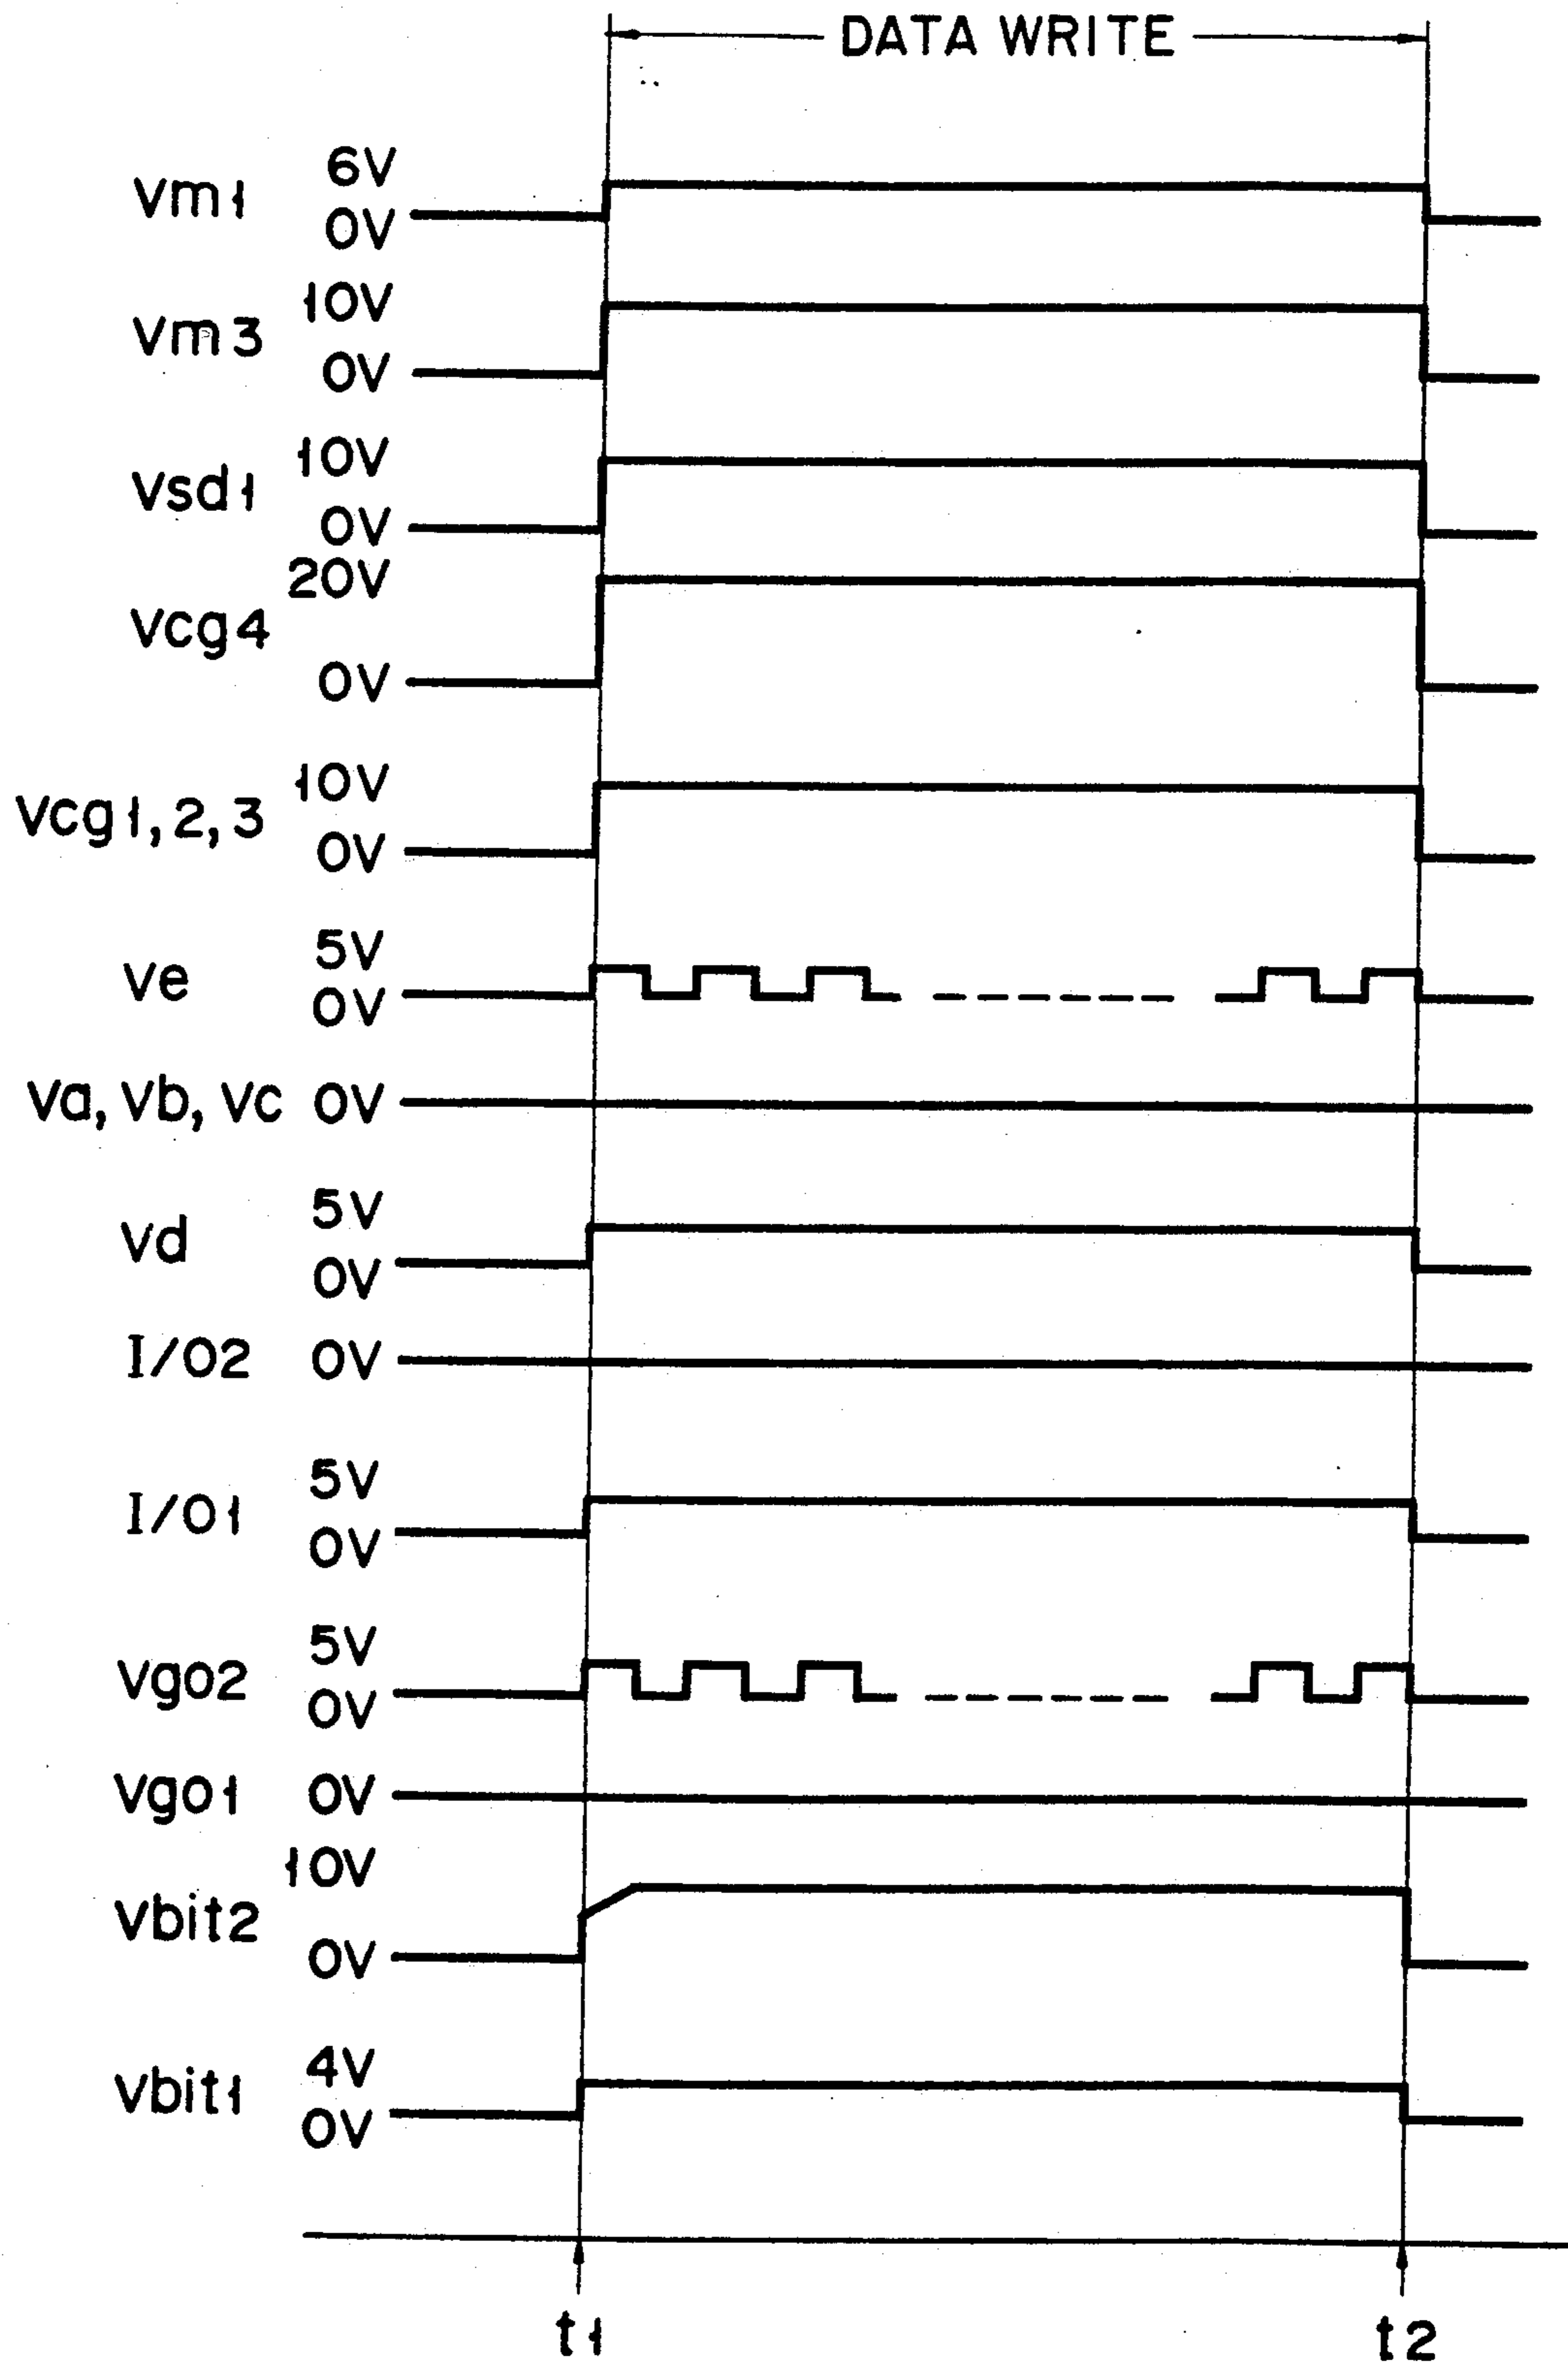 DATA WRITE
Vm1 6V
0V
Vm3 10V
0V
Vsd1 10V
0V
Vcg4 20V
0V
Vcg1,2,3 10V
0V
Ve 5V
0V
Va, Vb, Vc 0V
Vd 5V
0V
I/O2 0V
I/O1 5V
0V
Vgo2 5V
0V
Vgo1 0V
Vbit2 10V
0V
Vbit1 4V
0V
t1 t2